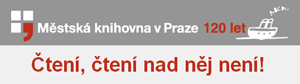 Městská knihovna v Praze 120 let
Čtení, čtení nad něj není!